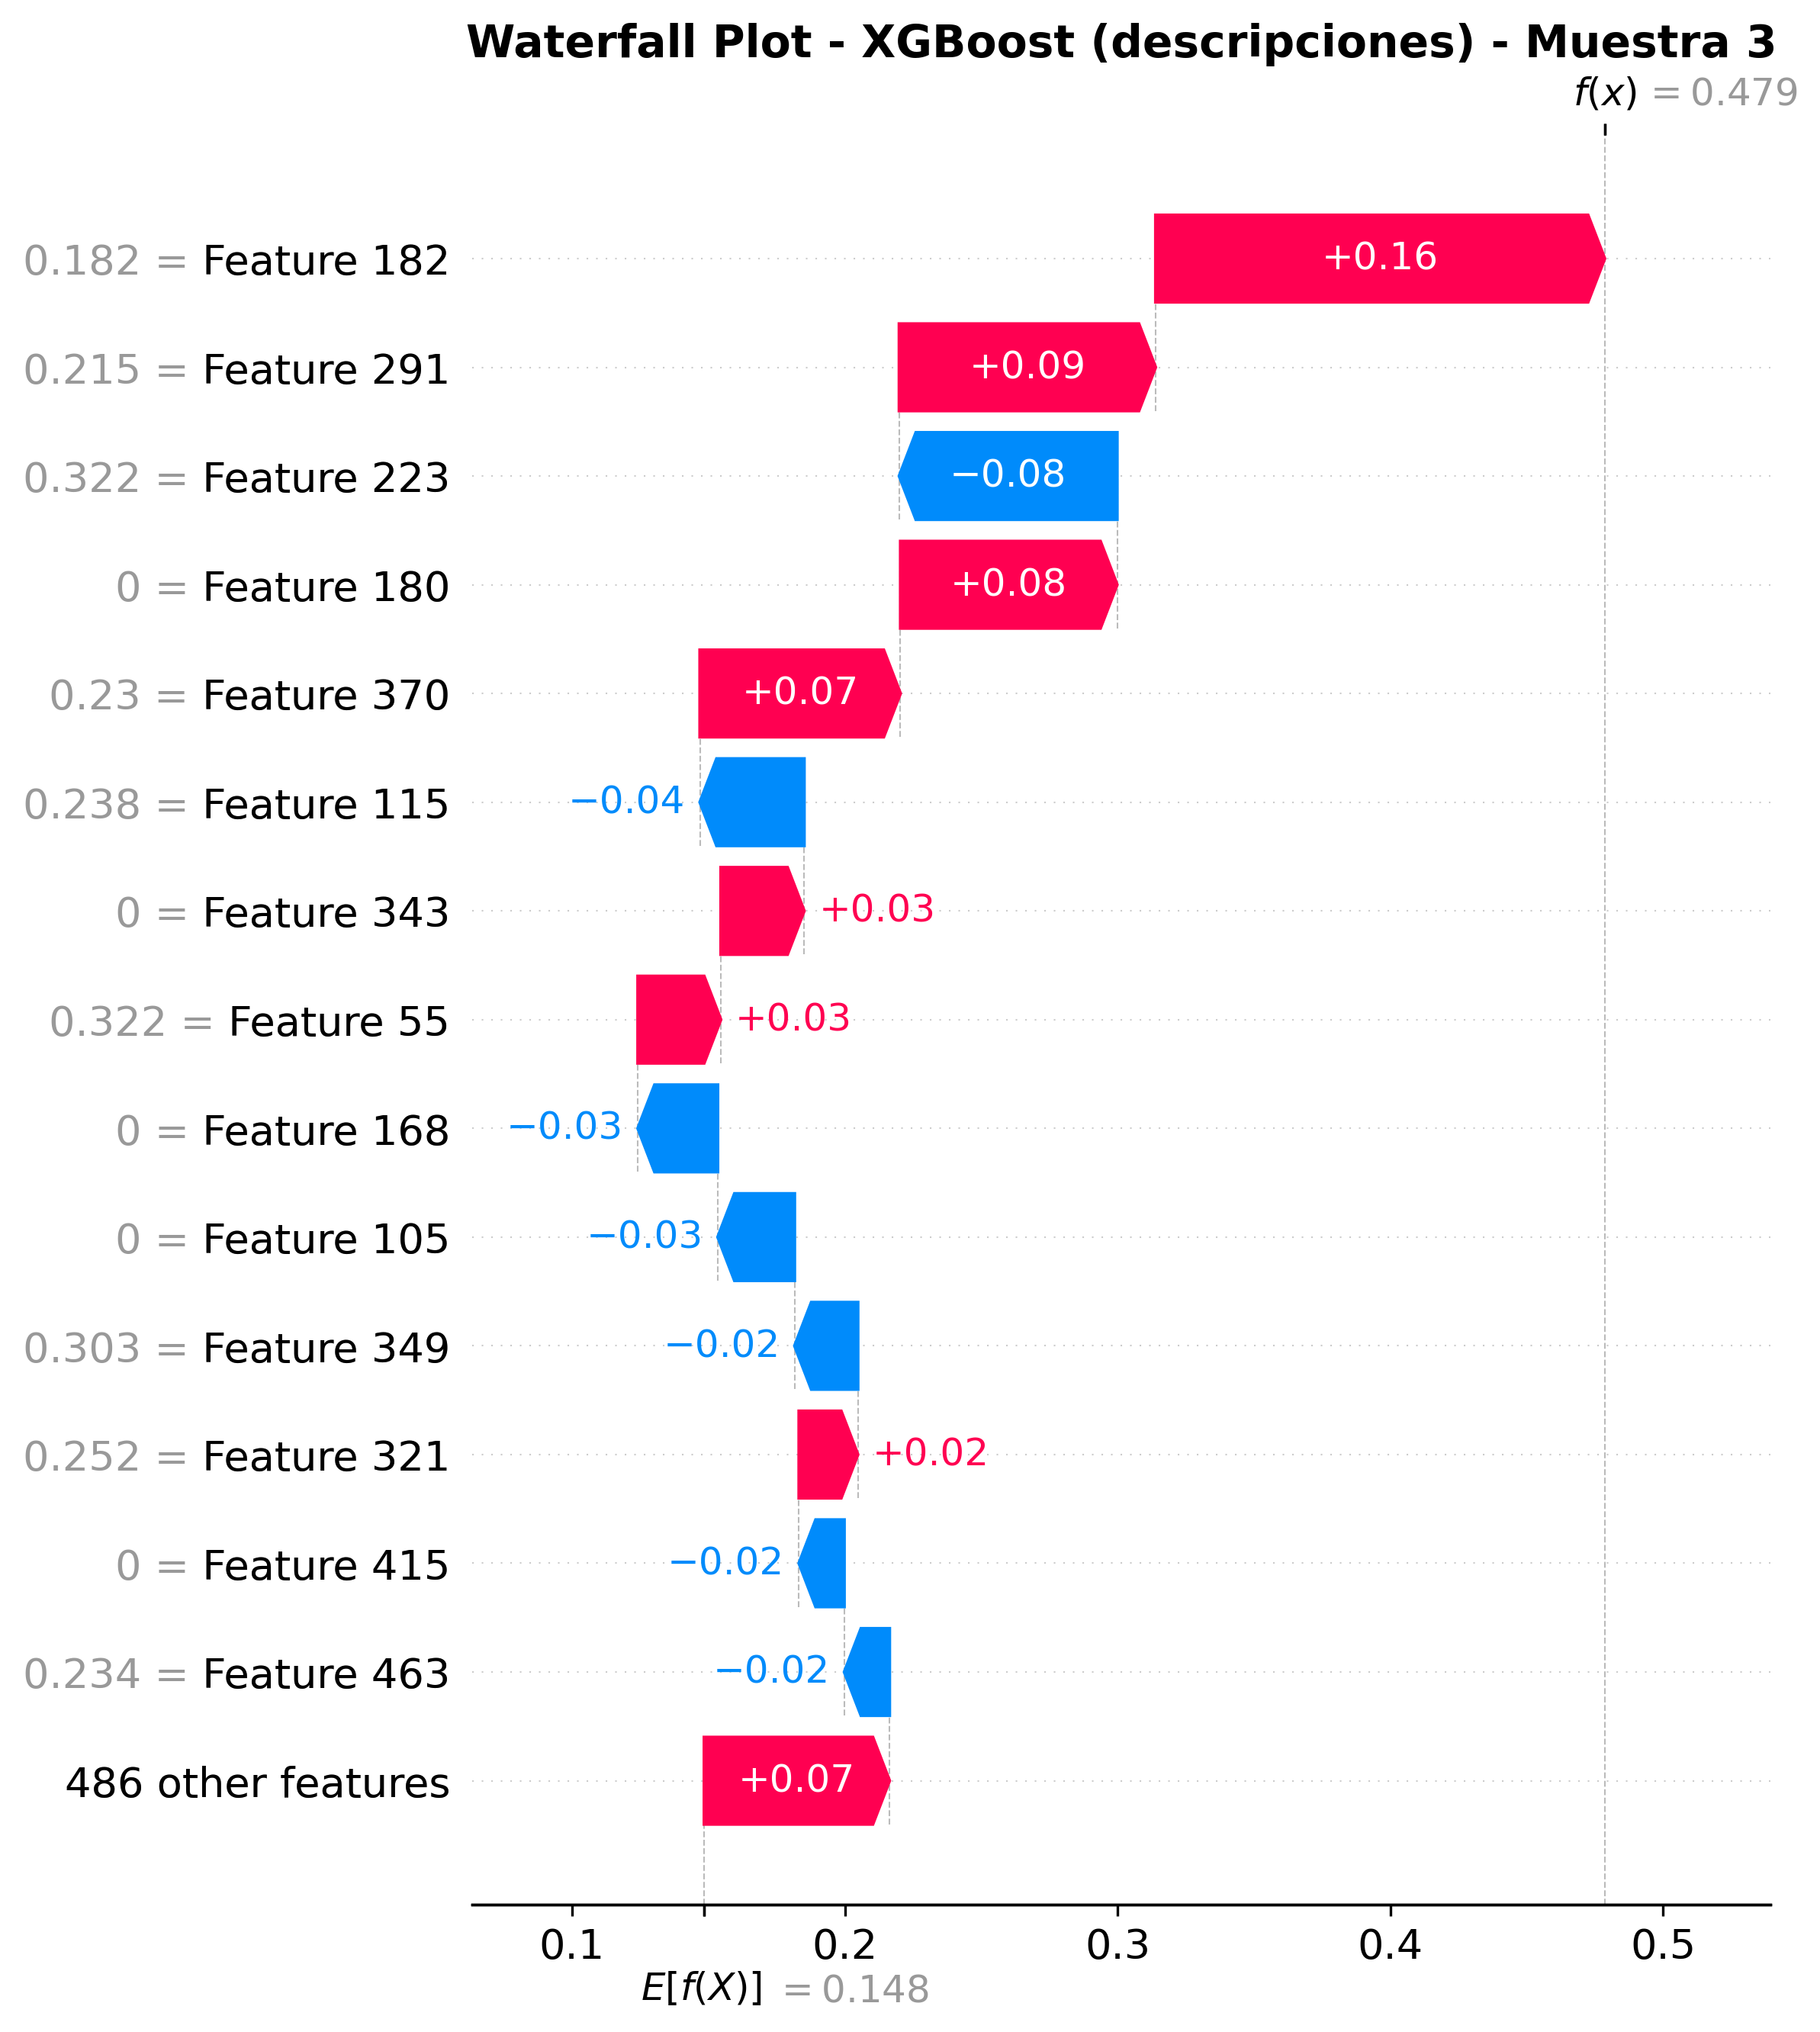 Waterfall Plot - XGBoost (descripciones) - Muestra 3
f(x) = 0.479
0.182 = Feature 182 +0.16
0.215 = Feature 291 +0.09
0.322 = Feature 223 −0.08
0 = Feature 180 +0.08
0.23 = Feature 370 +0.07
0.238 = Feature 115 −0.04
0 = Feature 343 +0.03
0.322 = Feature 55 +0.03
0 = Feature 168 −0.03
0 = Feature 105 −0.03
0.303 = Feature 349 −0.02
0.252 = Feature 321 +0.02
0 = Feature 415 −0.02
0.234 = Feature 463 −0.02
486 other features +0.07
0.1 0.2 0.3 0.4 0.5
E[f(X)] = 0.148